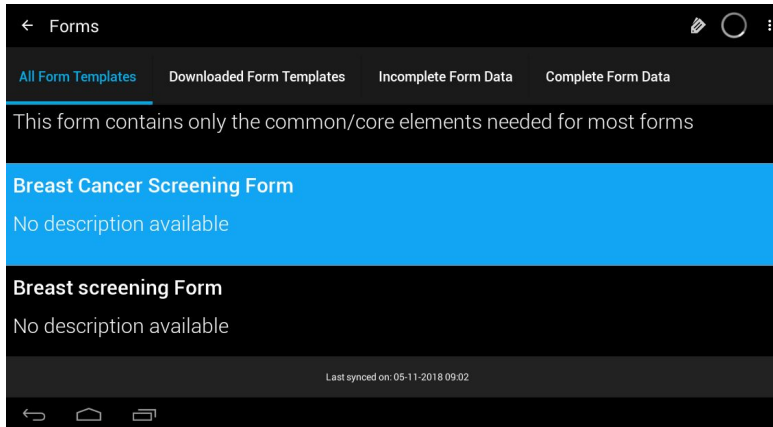 Forms
All Form Templates Downloaded Form Templates Incomplete Form Data Complete Form Data
This form contains only the common/core elements needed for most forms
Breast Cancer Screening Form
No description available
Breast screening Form
No description available
Last synced on: 05-11-2018 09:02